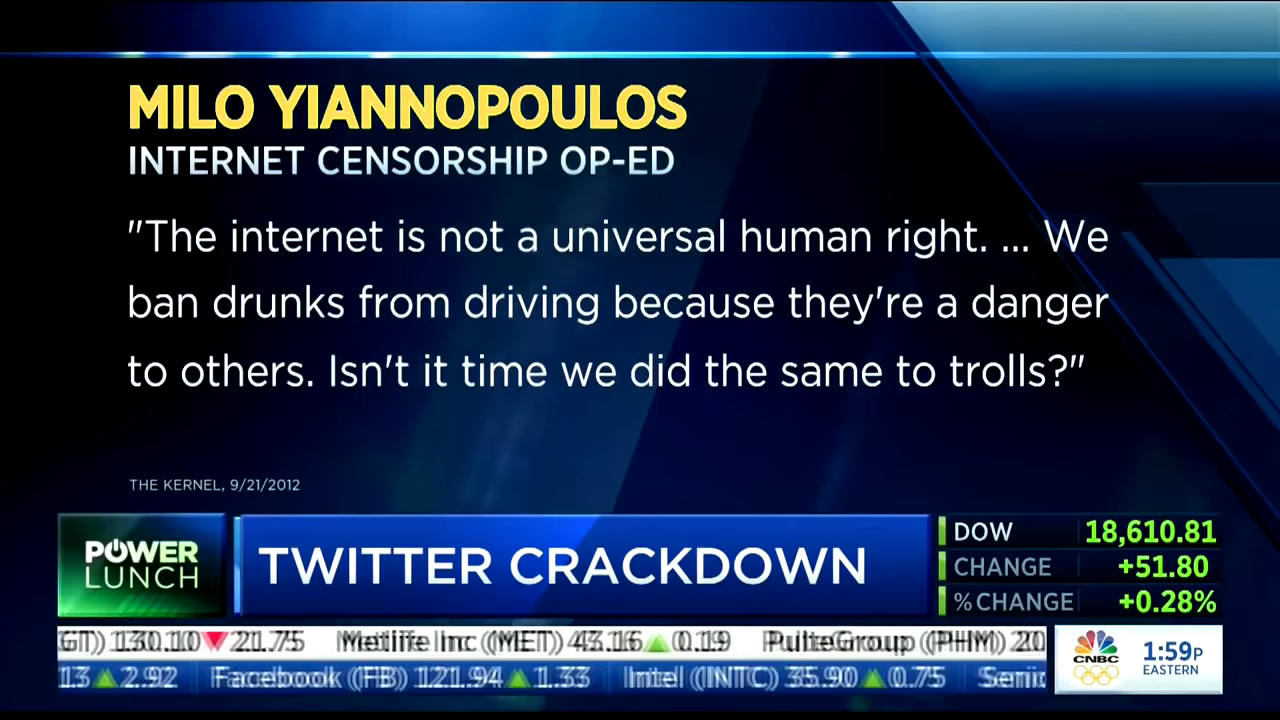 MILO YIANNOPOULOS
INTERNET CENSORSHIP OP-ED
"The internet is not a universal human right. ... We
ban drunks from driving because they're a danger
to others. Isn't it time we did the same to trolls?"
THE KERNEL, 9/21/2012
POWER
LUNCH
TWITTER CRACKDOWN
DOW 18,610.81
CHANGE +51.80
% CHANGE +0.28%
GT) 130.10 ▼ 21.75 Metlife Inc (MET) 43.16 ▲ 0.19 PulteGroup (PHM) 20
13 ▲ 2.92 Facebook (FB) 121.94 ▲ 1.33 Intel (INTC) 35.90 ▲ 0.75
CNBC
1:59P
EASTERN